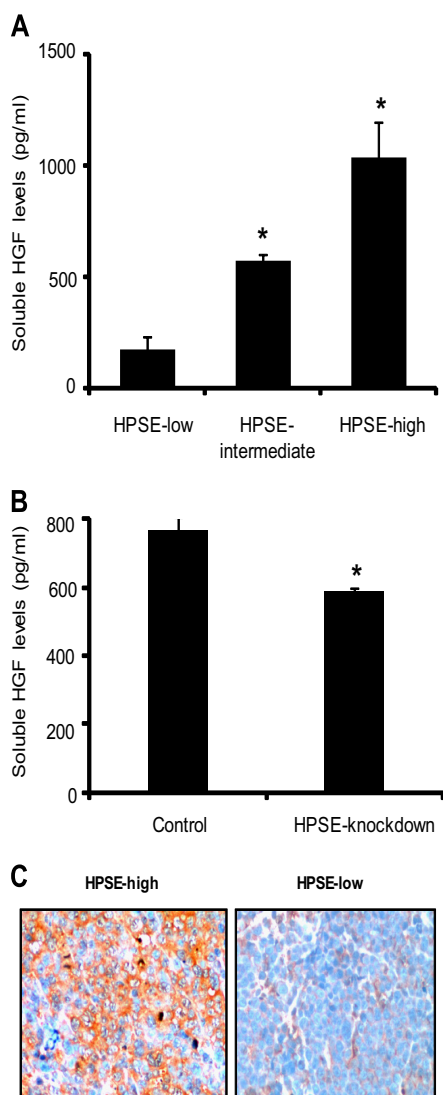 A
Soluble HGF levels (pg/ml)
1500
1000
500
0
*
*
HPSE-low
HPSE-
intermediate
HPSE-high
B
Soluble HGF levels (pg/ml)
800
600
400
200
0
*
Control
HPSE-knockdown
C
HPSE-high
HPSE-low